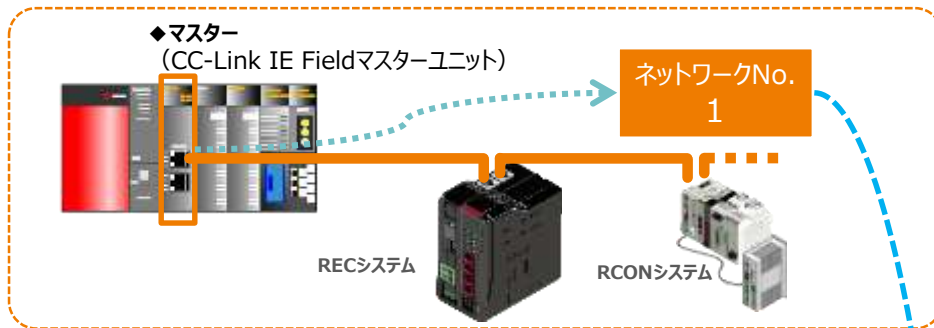 ◆マスター
（CC-Link IE Fieldマスターユニット）
ネットワークNo.
1
RECシステム
RCONシステム